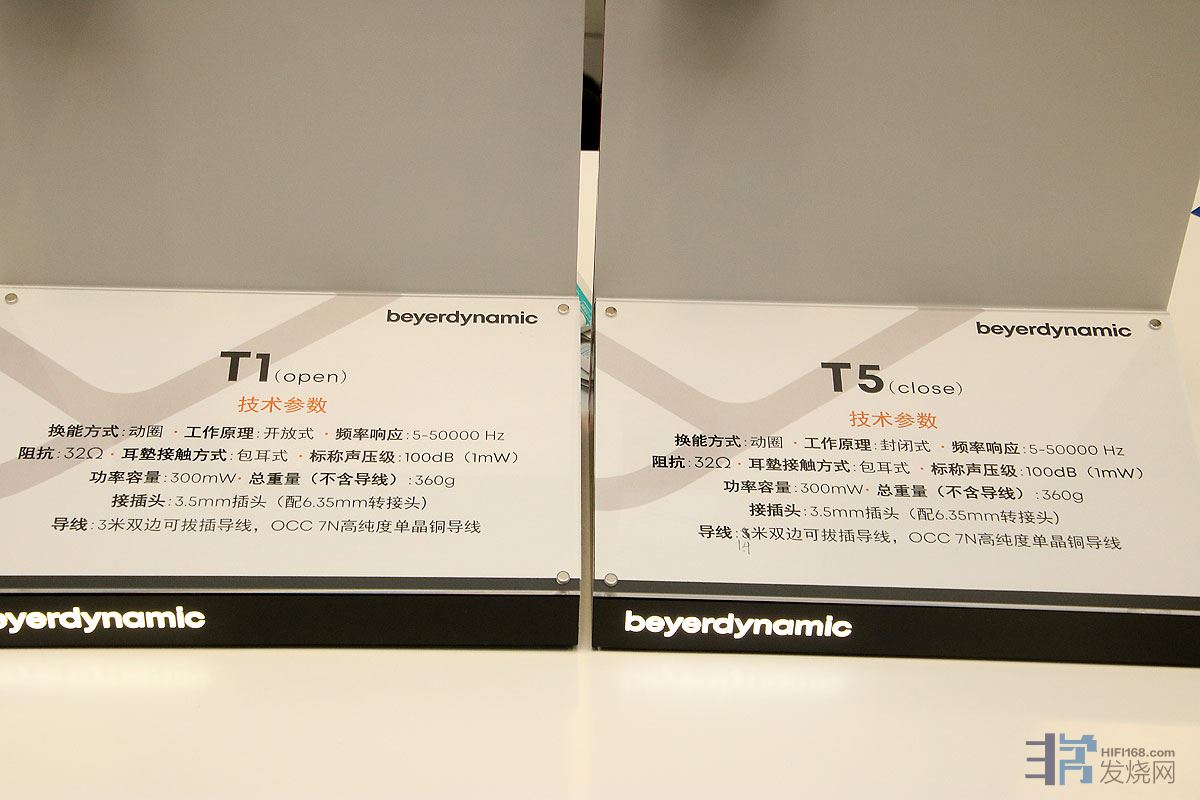 beyerdynamic
T1(open)
技术参数
换能方式:动圈 · 工作原理:开放式 · 频率响应:5-50000 Hz
阻抗:32Ω · 耳垫接触方式:包耳式 · 标称声压级:100dB（1mW）
功率容量:300mW· 总重量（不含导线）:360g
接插头:3.5mm插头（配6.35mm转接头)
导线:3米双边可拔插导线，OCC 7N高纯度单晶铜导线
beyerdynamic
beyerdynamic
T5(close)
技术参数
换能方式:动圈 · 工作原理:封闭式 · 频率响应:5-50000 Hz
阻抗:32Ω · 耳垫接触方式:包耳式 · 标称声压级:100dB（1mW）
功率容量:300mW· 总重量（不含导线）:360g
接插头:3.5mm插头（配6.35mm转接头)
导线:米双边可拔插导线，OCC 7N高纯度单晶铜导线
beyerdynamic
HIFI168.com
发烧网